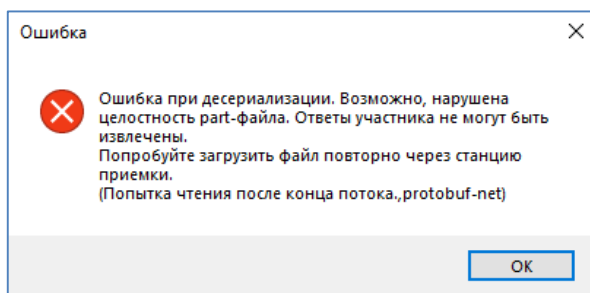 Ошибка
Ошибка при десериализации. Возможно, нарушена
целостность part-файла. Ответы участника не могут быть
извлечены.
Попробуйте загрузить файл повторно через станцию
приемки.
(Попытка чтения после конца потока.,protobuf-net)
OK